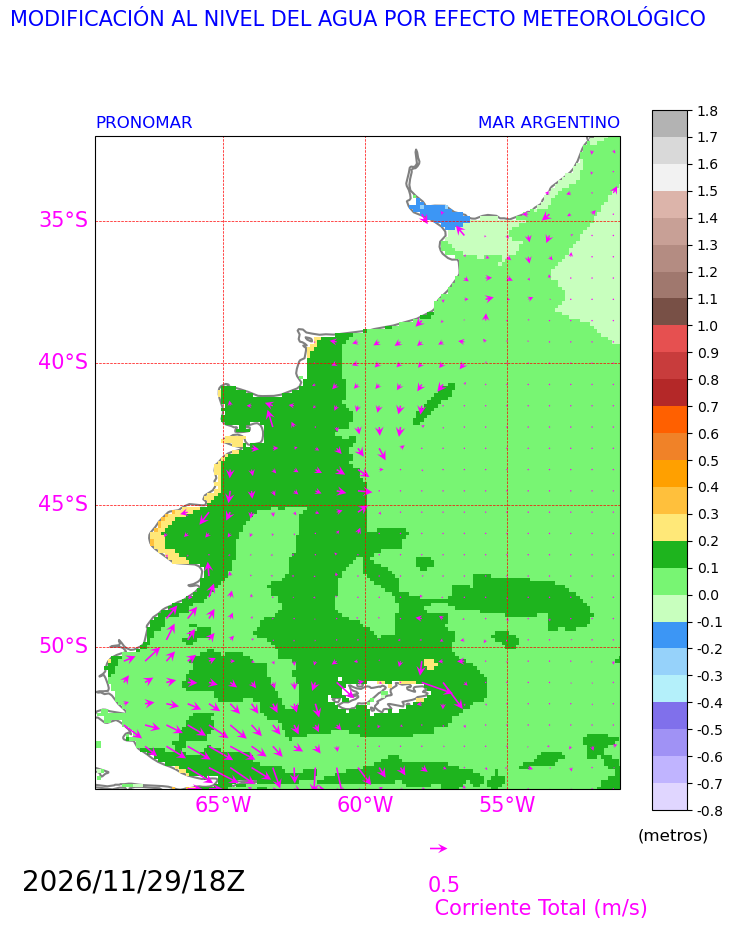 MODIFICACIÓN AL NIVEL DEL AGUA POR EFECTO METEOROLÓGICO
PRONOMAR MAR ARGENTINO
35°S
40°S
45°S
50°S
65°W 60°W 55°W
1.8
1.7
1.6
1.5
1.4
1.3
1.2
1.1
1.0
0.9
0.8
0.7
0.6
0.5
0.4
0.3
0.2
0.1
0.0
-0.1
-0.2
-0.3
-0.4
-0.5
-0.6
-0.7
-0.8
(metros)
2026/11/29/18Z
0.5
Corriente Total (m/s)